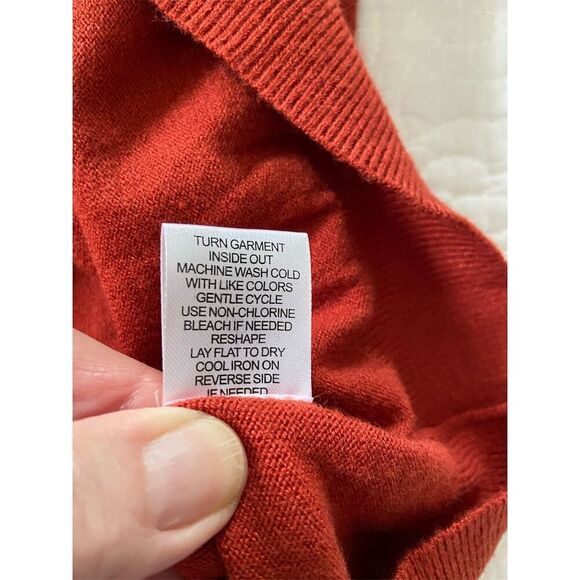 TURN GARMENT
INSIDE OUT
MACHINE WASH COLD
WITH LIKE COLORS
GENTLE CYCLE
USE NON-CHLORINE
BLEACH IF NEEDED
RESHAPE
LAY FLAT TO DRY
COOL IRON ON
REVERSE SIDE
IF NEEDED